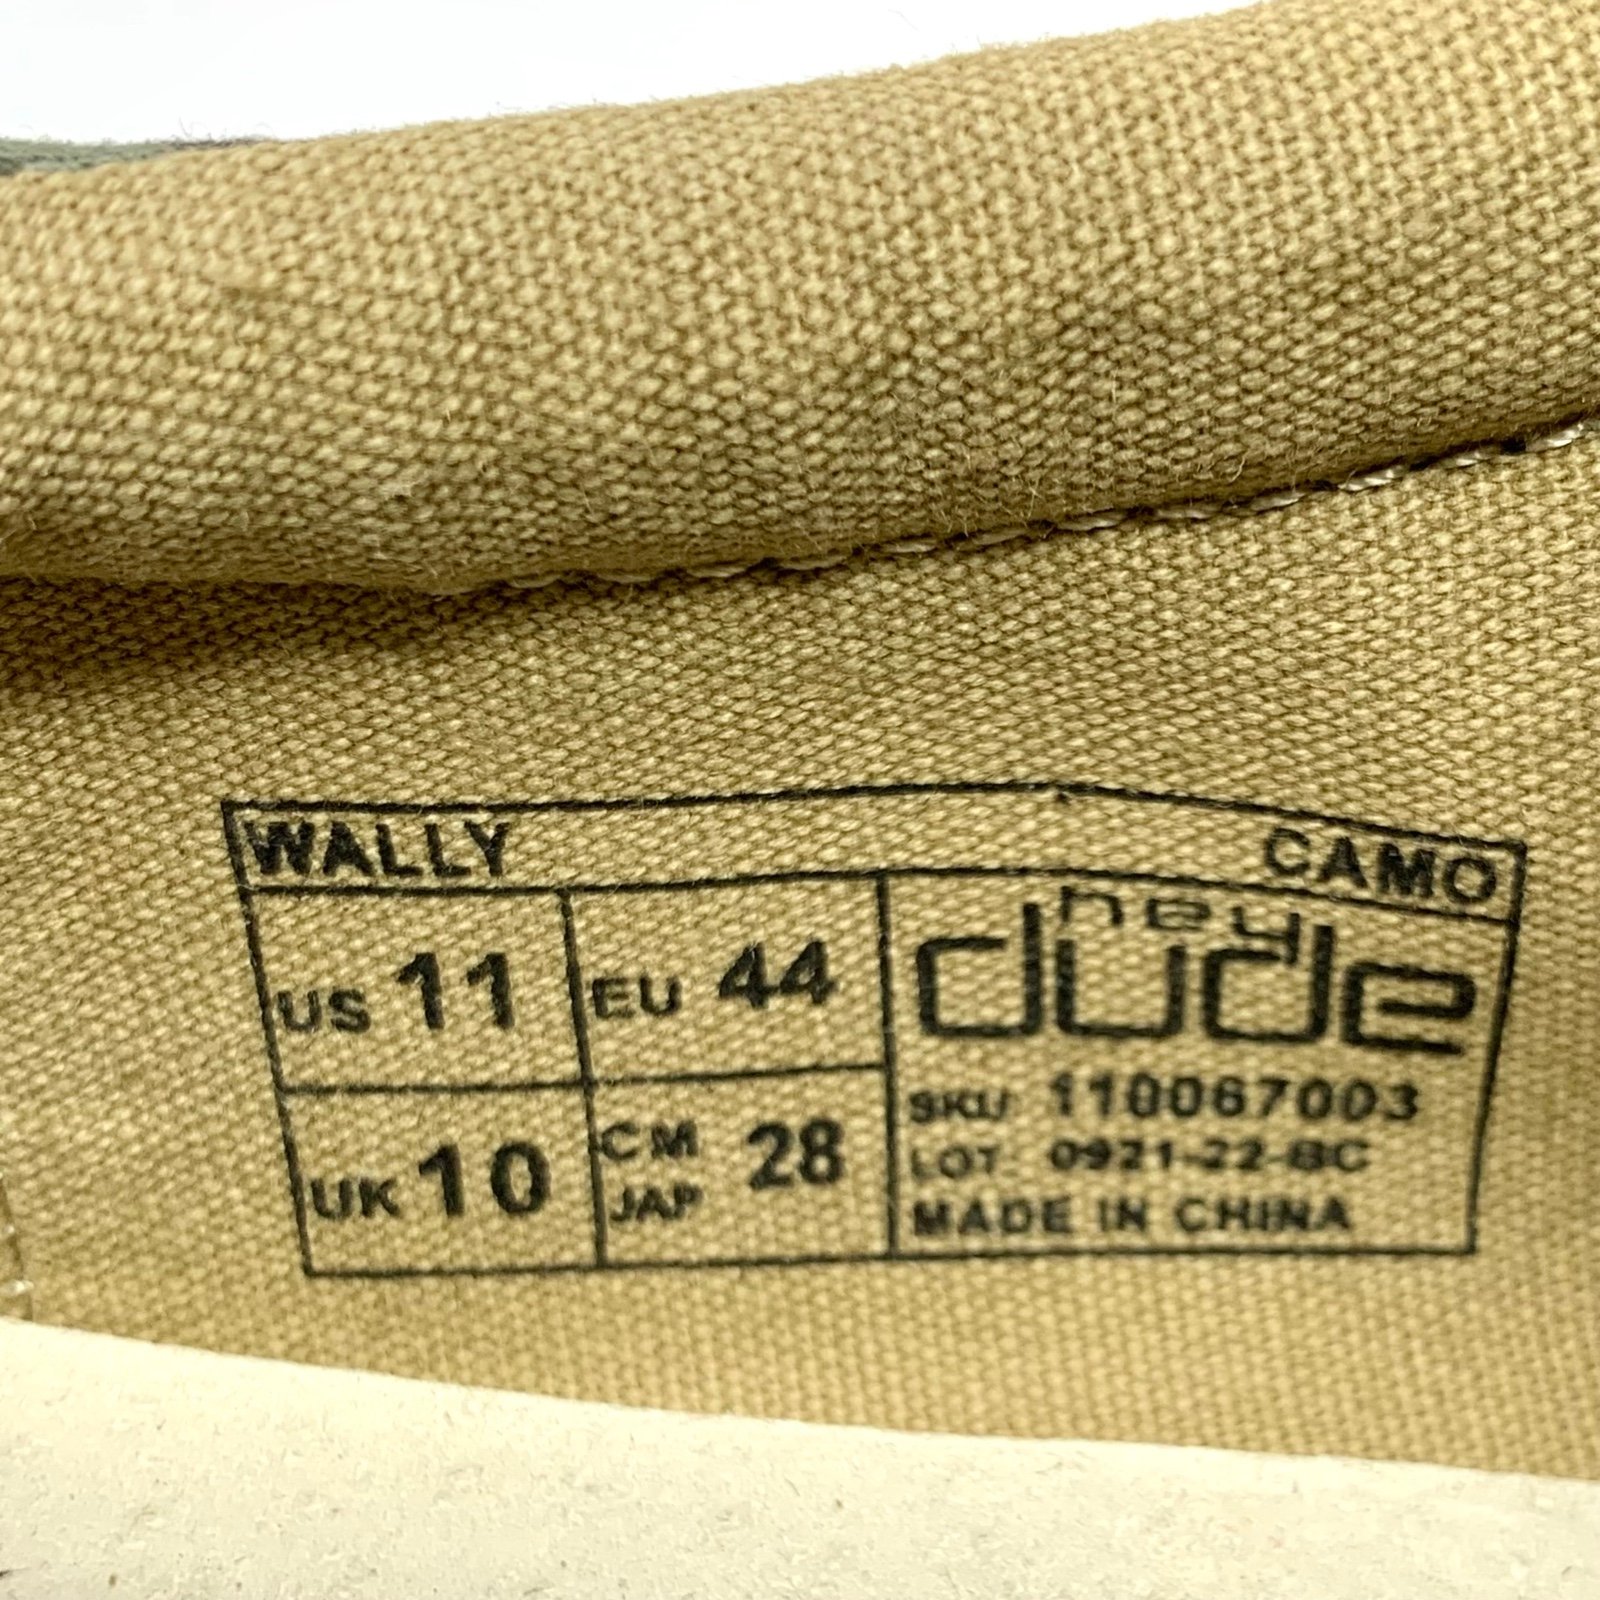 WALLY CAMO
US 11 EU 44
UK 10 CM JAP 28
hey
dude
SKU 110067003
LOT. 0921-22-BC
MADE IN CHINA